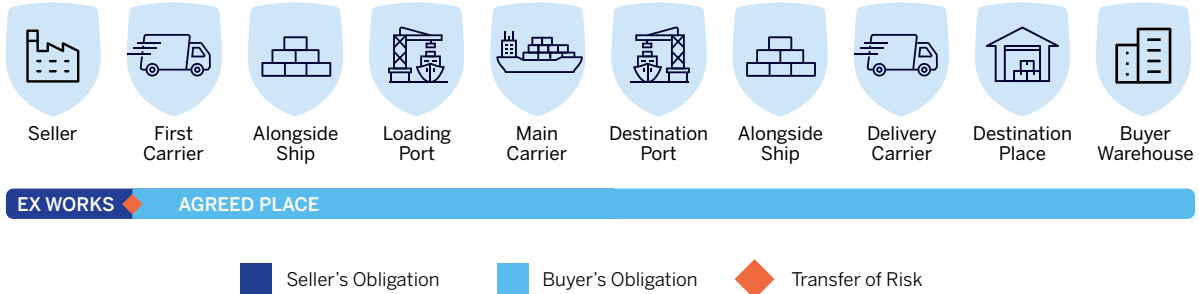 Seller
First
Carrier
Alongside
Ship
Loading
Port
Main
Carrier
Destination
Port
Alongside
Ship
Delivery
Carrier
Destination
Place
Buyer
Warehouse
EX WORKS
AGREED PLACE
Seller’s Obligation
Buyer’s Obligation
Transfer of Risk